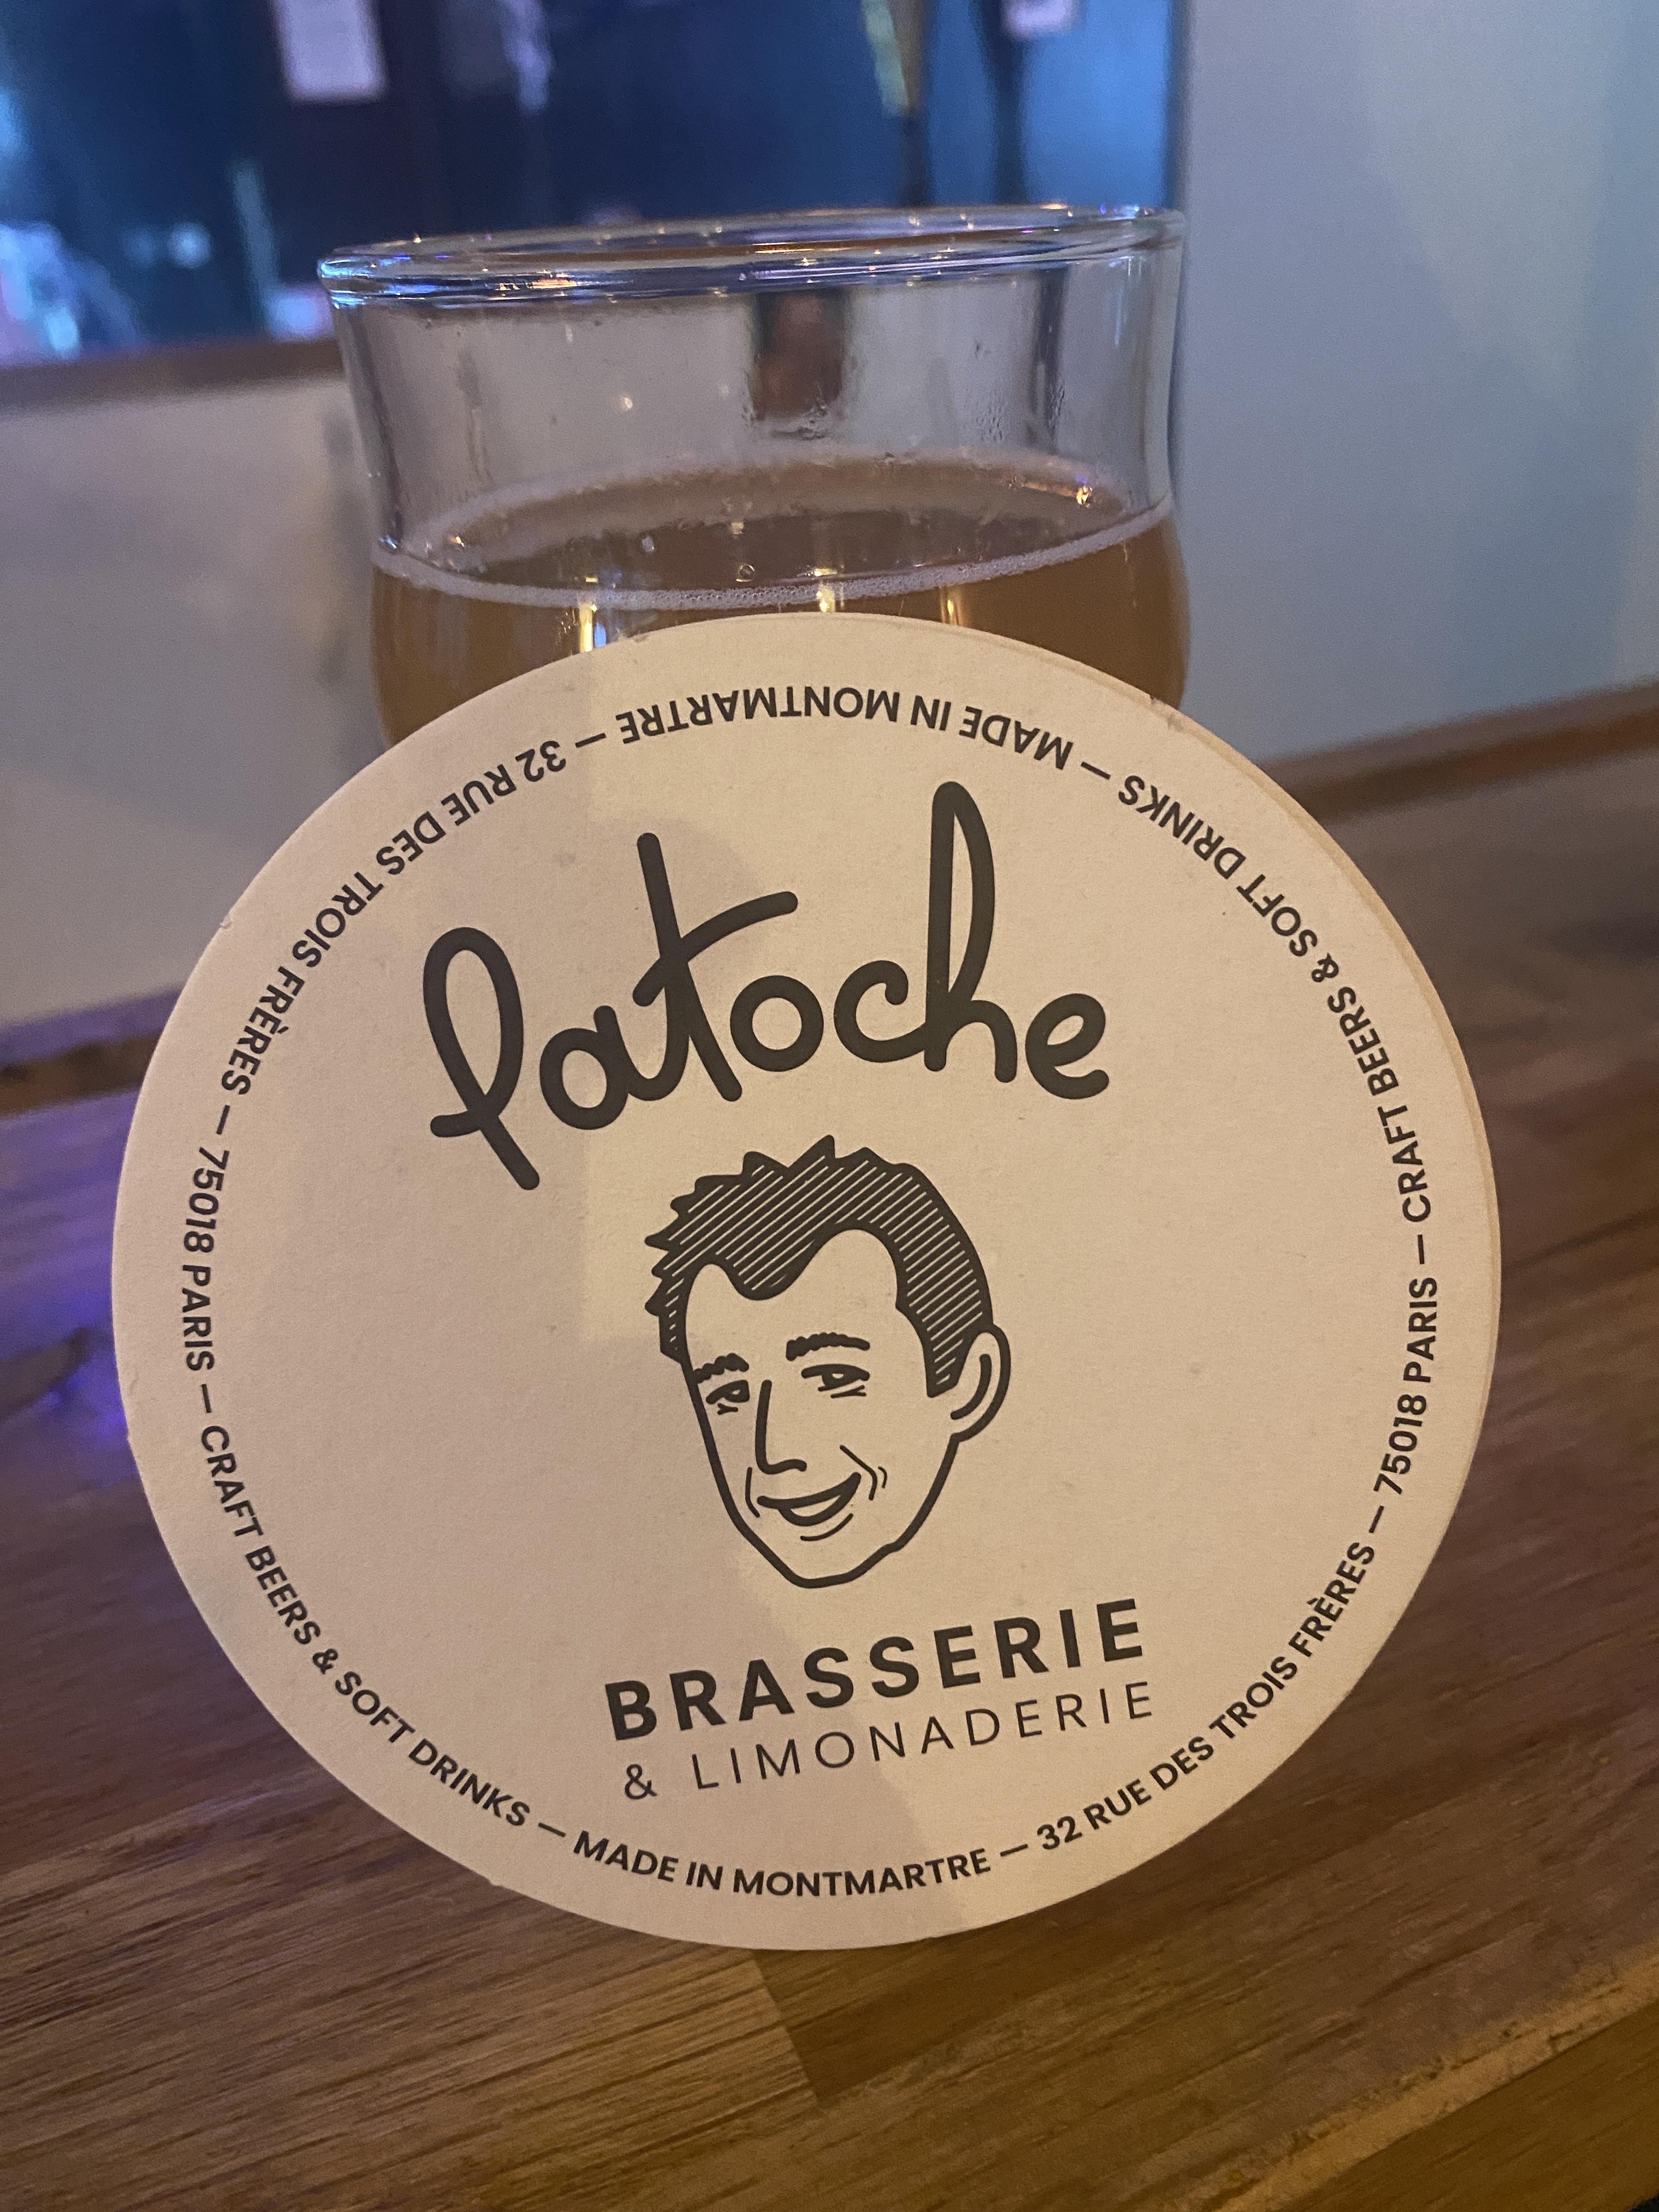 Patoche
BRASSERIE
& LIMONADERIE
MADE IN MONTMARTRE — 32 RUE DES TROIS FRÈRES — 75018 PARIS — CRAFT BEERS & SOFT DRINKS — MADE IN MONTMARTRE — 32 RUE DES TROIS FRÈRES — 75018 PARIS — CRAFT BEERS & SOFT DRINKS —